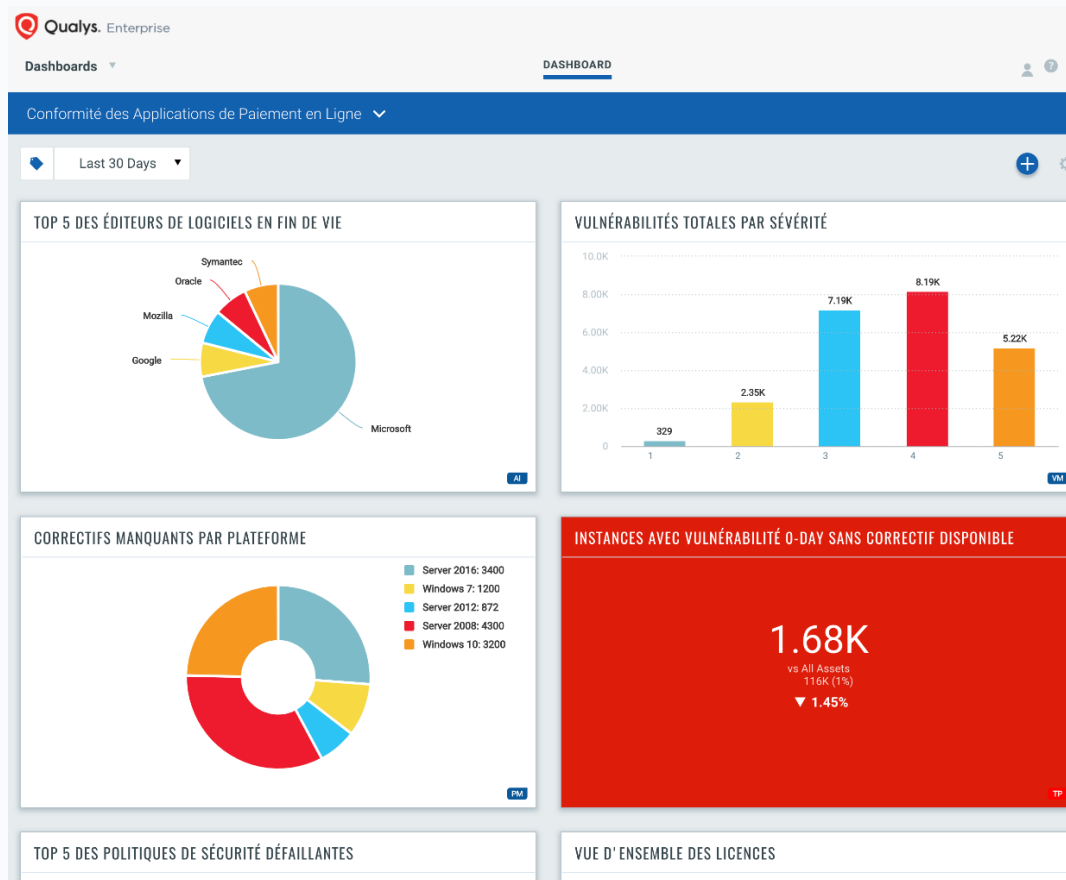 Qualys. Enterprise
Dashboards
DASHBOARD
?
Conformité des Applications de Paiement en Ligne
Last 30 Days
TOP 5 DES ÉDITEURS DE LOGICIELS EN FIN DE VIE
Symantec
Oracle
Mozilla
Google
Microsoft
AI
VULNÉRABILITÉS TOTALES PAR SÉVÉRITÉ
10.0K
8.00K
6.00K
4.00K
2.00K
0
329
2.35K
7.19K
8.19K
5.22K
1 2 3 4 5
VM
CORRECTIFS MANQUANTS PAR PLATEFORME
Server 2016: 3400
Windows 7: 1200
Server 2012: 872
Server 2008: 4300
Windows 10: 3200
PM
INSTANCES AVEC VULNÉRABILITÉ 0-DAY SANS CORRECTIF DISPONIBLE
1.68K
vs All Assets
116K (1%)
▼ 1.45%
TP
TOP 5 DES POLITIQUES DE SÉCURITÉ DÉFAILLANTES
VUE D'ENSEMBLE DES LICENCES